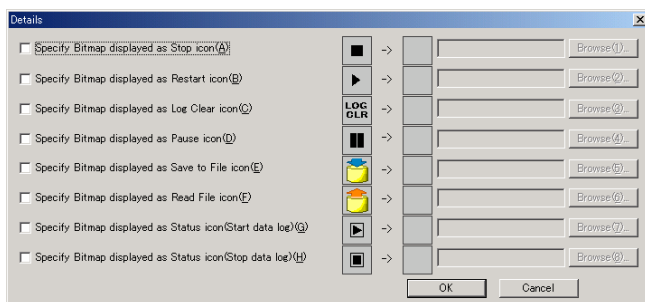 Details
Specify Bitmap displayed as Stop icon(A) -> Browse(1)...
Specify Bitmap displayed as Restart icon(B) -> Browse(2)...
Specify Bitmap displayed as Log Clear icon(C) LOG CLR -> Browse(3)...
Specify Bitmap displayed as Pause icon(D) -> Browse(4)...
Specify Bitmap displayed as Save to File icon(E) -> Browse(5)...
Specify Bitmap displayed as Read File icon(F) -> Browse(6)...
Specify Bitmap displayed as Status icon(Start data log)(G) -> Browse(7)...
Specify Bitmap displayed as Status icon(Stop data log)(H) -> Browse(8)...
OK Cancel